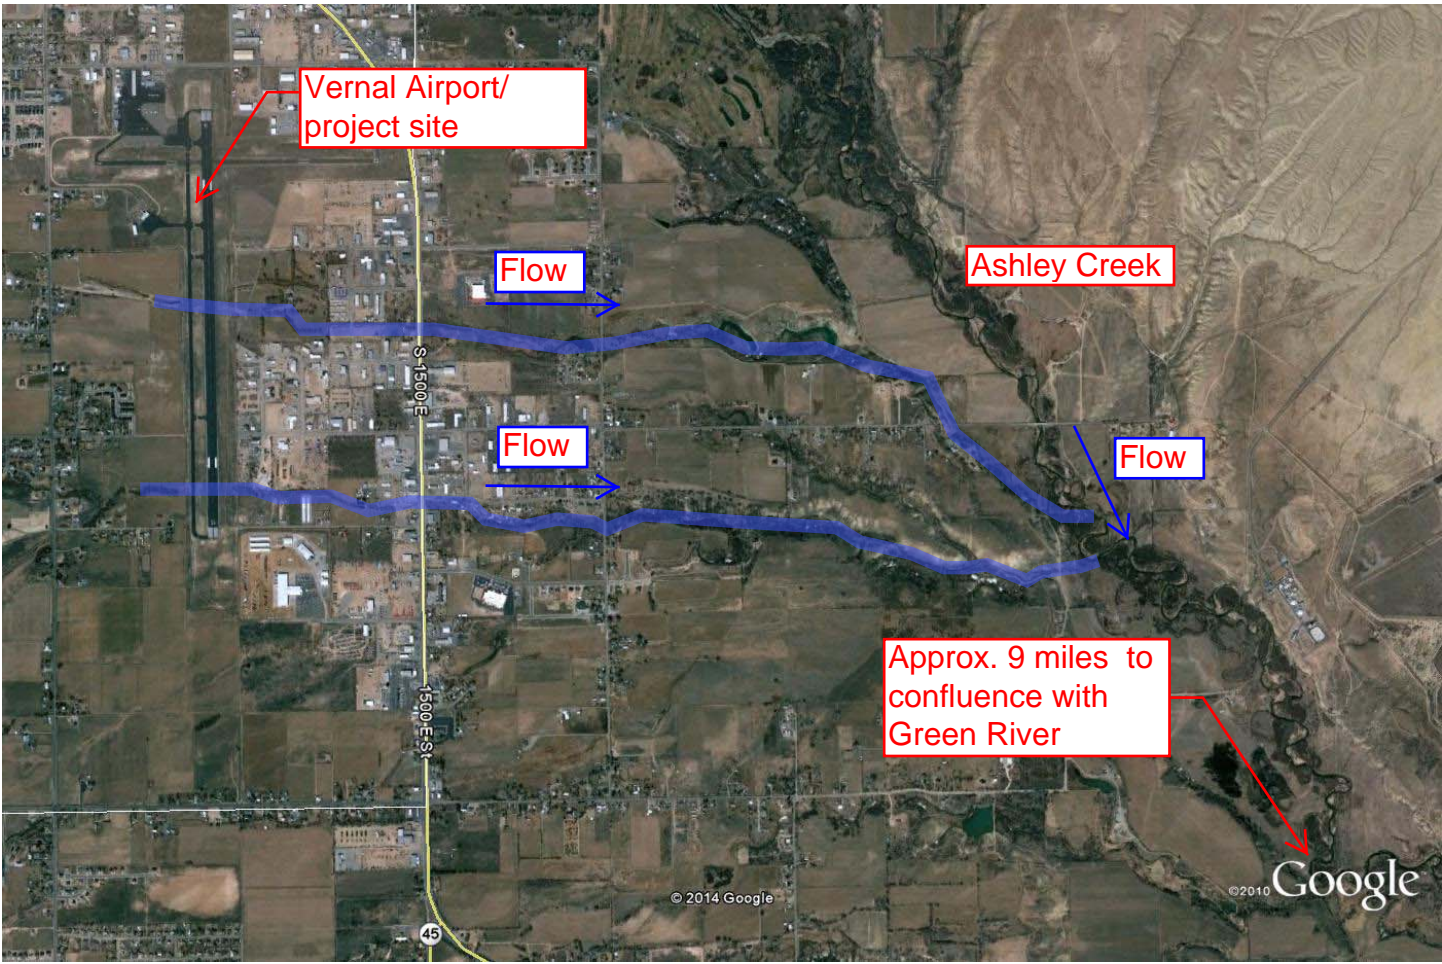 Vernal Airport/
project site
Flow
Ashley Creek
S 1500 E
Flow
Flow
Approx. 9 miles to
confluence with
Green River
1500 E St
© 2014 Google
©2010 Google
45